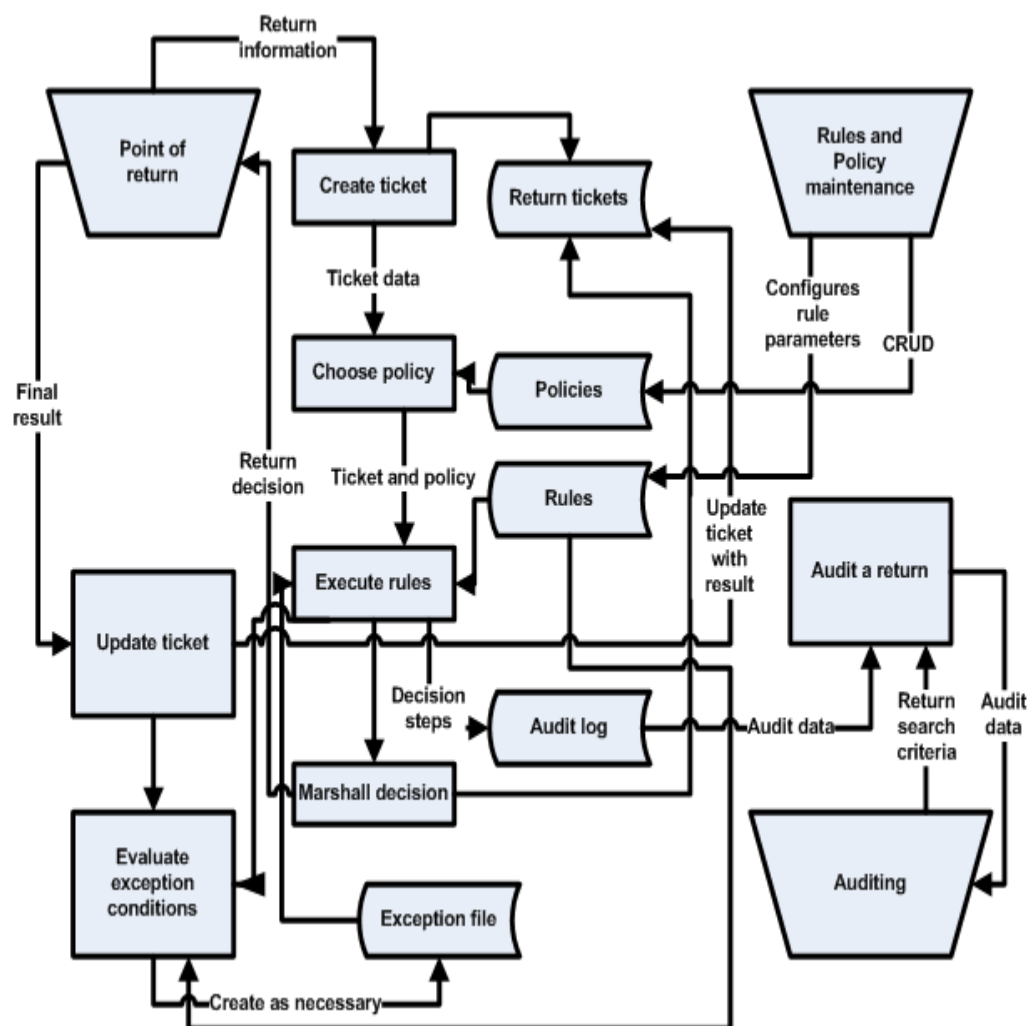 Return
information
Point of
return
Create ticket
Return tickets
Rules and
Policy
maintenance
Ticket data
Configures
rule
parameters
CRUD
Choose policy
Policies
Final
result
Return
decision
Ticket and policy
Rules
Update
ticket
with
result
Execute rules
Audit a return
Update ticket
Decision
steps
Audit log
Audit data
Return
search
criteria
Audit
data
Marshall decision
Evaluate
exception
conditions
Exception file
Auditing
Create as necessary